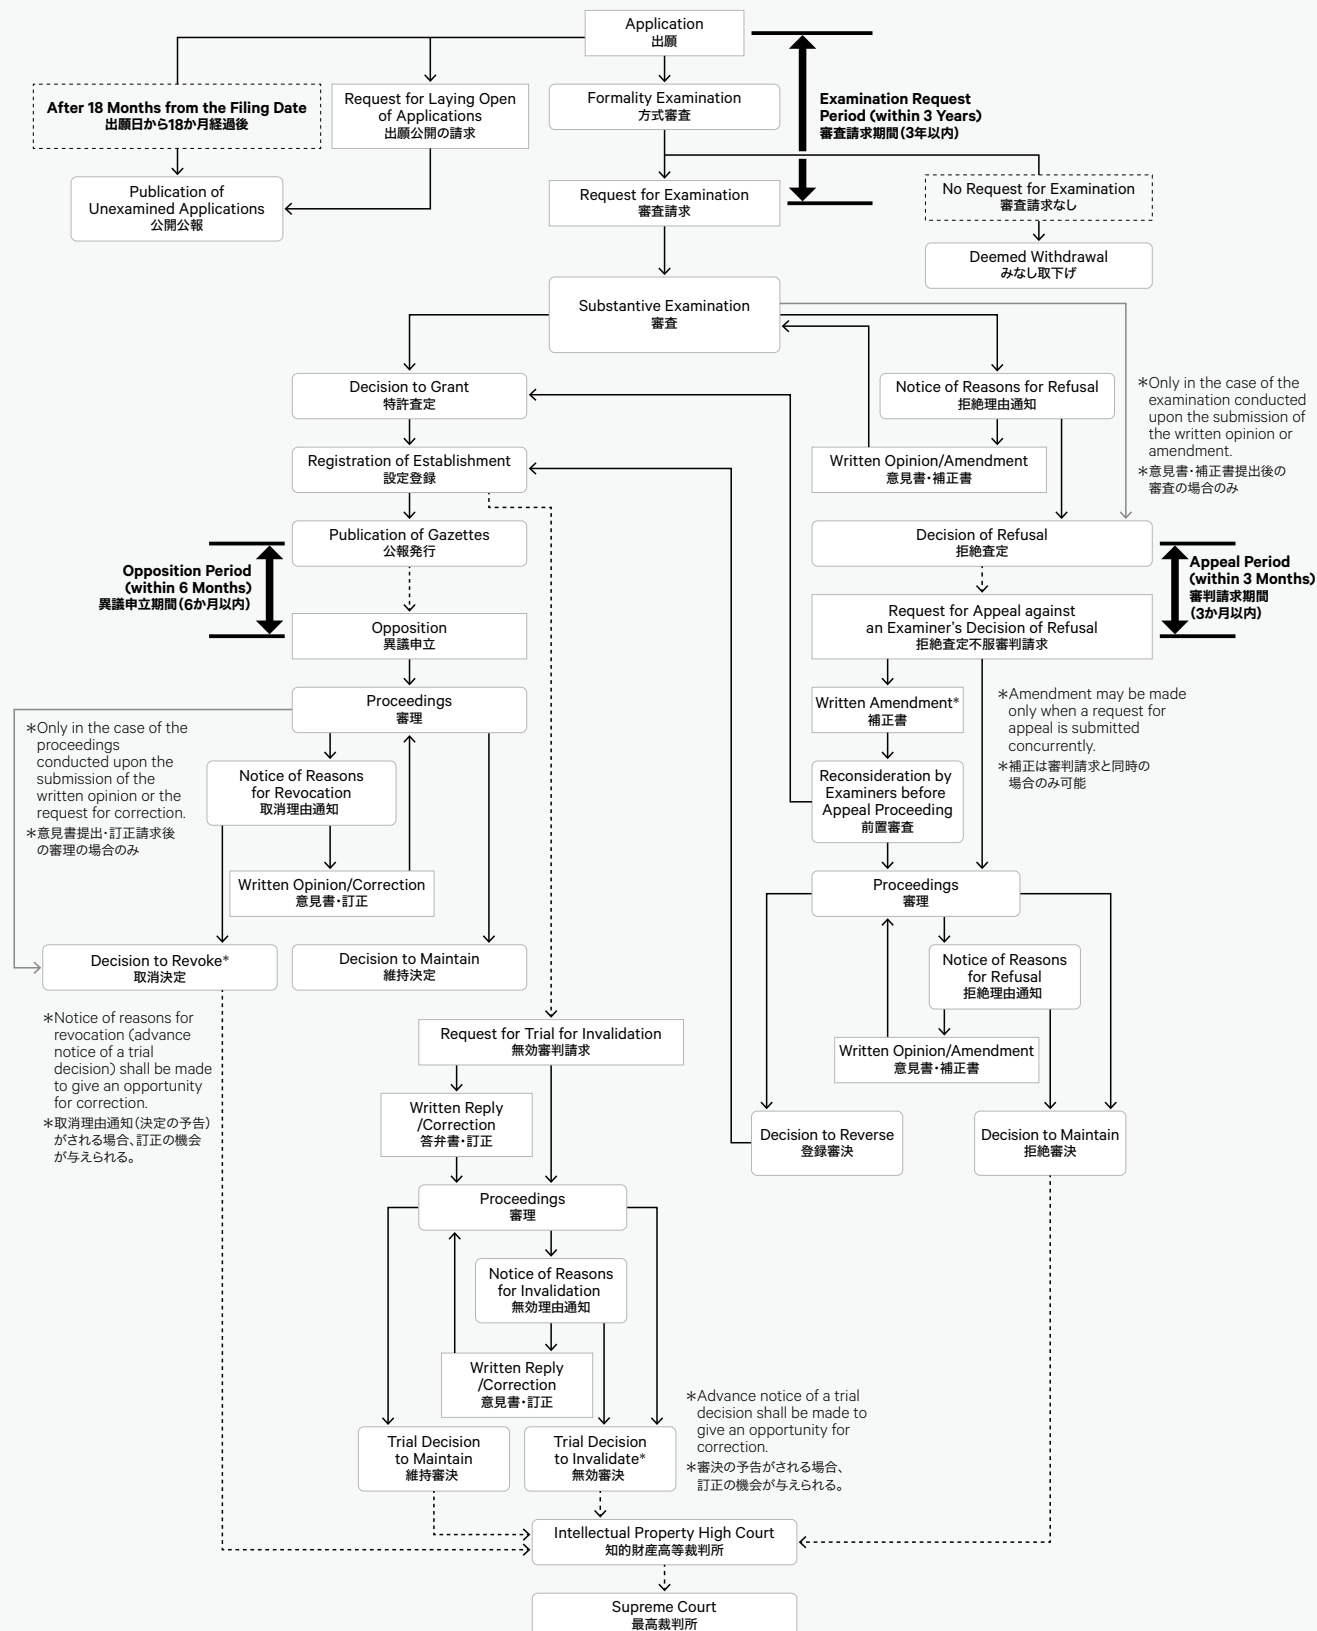 Application
出願
After 18 Months from the Filing Date
出願日から18か月経過後
Request for Laying Open
of Applications
出願公開の請求
Formality Examination
方式審査
Examination Request
Period (within 3 Years)
審査請求期間(3年以内)
Publication of
Unexamined Applications
公開公報
Request for Examination
審査請求
No Request for Examination
審査請求なし
Deemed Withdrawal
みなし取下げ
Substantive Examination
審査
Decision to Grant
特許査定
Notice of Reasons for Refusal
拒絶理由通知
*Only in the case of the
examination conducted
upon the submission of
the written opinion or
amendment.
*意見書・補正書提出後の
審査の場合のみ
Registration of Establishment
設定登録
Written Opinion/Amendment
意見書・補正書
Publication of Gazettes
公報発行
Decision of Refusal
拒絶査定
Opposition Period
(within 6 Months)
異議申立期間(6か月以内)
Appeal Period
(within 3 Months)
審判請求期間
(3か月以内)
Opposition
異議申立
Request for Appeal against
an Examiner's Decision of Refusal
拒絶査定不服審判請求
Proceedings
審理
Written Amendment*
補正書
*Amendment may be made
only when a request for
appeal is submitted
concurrently.
*補正は審判請求と同時の
場合のみ可能
*Only in the case of the
proceedings
conducted upon the
submission of the
written opinion or the
request for correction.
*意見書提出・訂正請求後
の審理の場合のみ
Notice of Reasons
for Revocation
取消理由通知
Reconsideration by
Examiners before
Appeal Proceeding
前置審査
Written Opinion/Correction
意見書・訂正
Proceedings
審理
Decision to Revoke*
取消決定
Decision to Maintain
維持決定
Notice of Reasons
for Refusal
拒絶理由通知
*Notice of reasons for
revocation (advance
notice of a trial
decision) shall be made
to give an opportunity
for correction.
*取消理由通知(決定の予告)
がされる場合、訂正の機会
が与えられる。
Request for Trial for Invalidation
無効審判請求
Written Opinion/Amendment
意見書・補正書
Written Reply
/Correction
答弁書・訂正
Decision to Reverse
登録審決
Decision to Maintain
拒絶審決
Proceedings
審理
Notice of Reasons
for Invalidation
無効理由通知
Written Reply
/Correction
意見書・訂正
*Advance notice of a trial
decision shall be made to
give an opportunity for
correction.
*審決の予告がされる場合、
訂正の機会が与えられる。
Trial Decision
to Maintain
維持審決
Trial Decision
to Invalidate*
無効審決
Intellectual Property High Court
知的財産高等裁判所
Supreme Court
最高裁判所